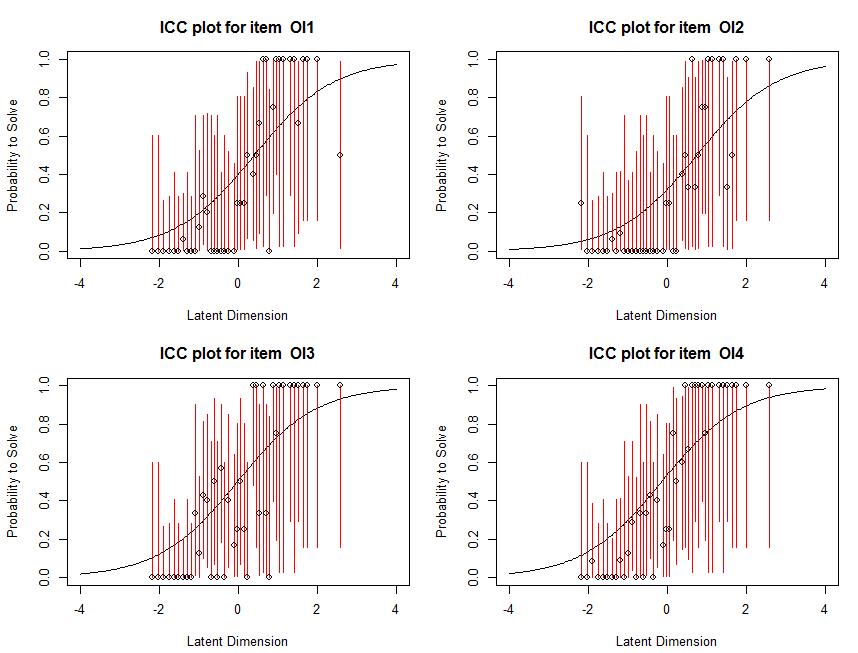 ICC plot for item OI1
Probability to Solve
1.0
0.8
0.6
0.4
0.2
0.0
-4 -2 0 2 4
Latent Dimension
ICC plot for item OI2
Probability to Solve
1.0
0.8
0.6
0.4
0.2
0.0
-4 -2 0 2 4
Latent Dimension
ICC plot for item OI3
Probability to Solve
1.0
0.8
0.6
0.4
0.2
0.0
-4 -2 0 2 4
Latent Dimension
ICC plot for item OI4
Probability to Solve
1.0
0.8
0.6
0.4
0.2
0.0
-4 -2 0 2 4
Latent Dimension